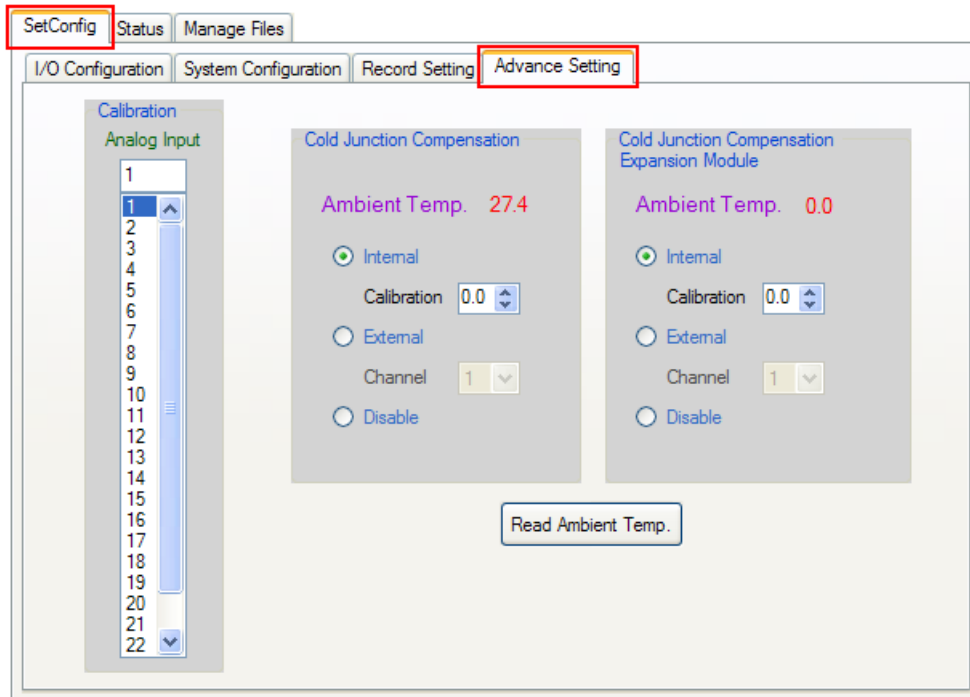 SetConfig Status Manage Files
I/O Configuration System Configuration Record Setting Advance Setting
Calibration
Analog Input
1
1
2
3
4
5
6
7
8
9
10
11
12
13
14
15
16
17
18
19
20
21
22
Cold Junction Compensation
Ambient Temp. 27.4
Internal
Calibration 0.0
External
Channel 1
Disable
Cold Junction Compensation
Expansion Module
Ambient Temp. 0.0
Internal
Calibration 0.0
External
Channel 1
Disable
Read Ambient Temp.